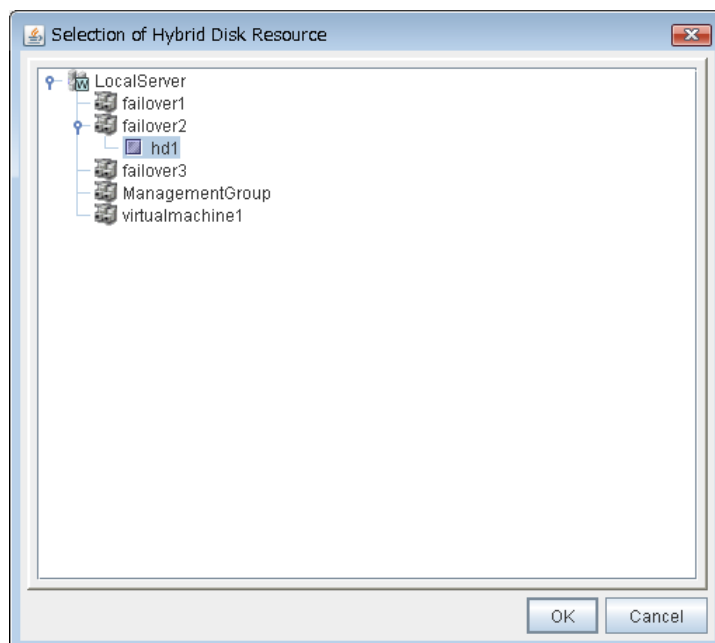 Selection of Hybrid Disk Resource
LocalServer
failover1
failover2
hd1
failover3
ManagementGroup
virtualmachine1
OK Cancel